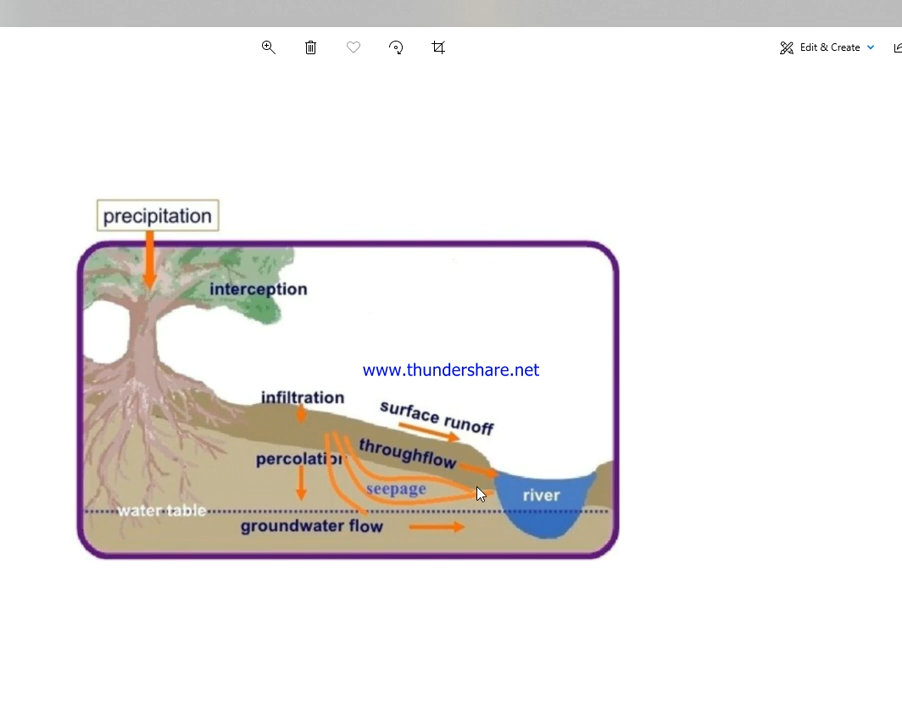 Edit & Create
precipitation
interception
www.thundershare.net
infiltration
surface runoff
throughflow
percolation
seepage
river
water table
groundwater flow